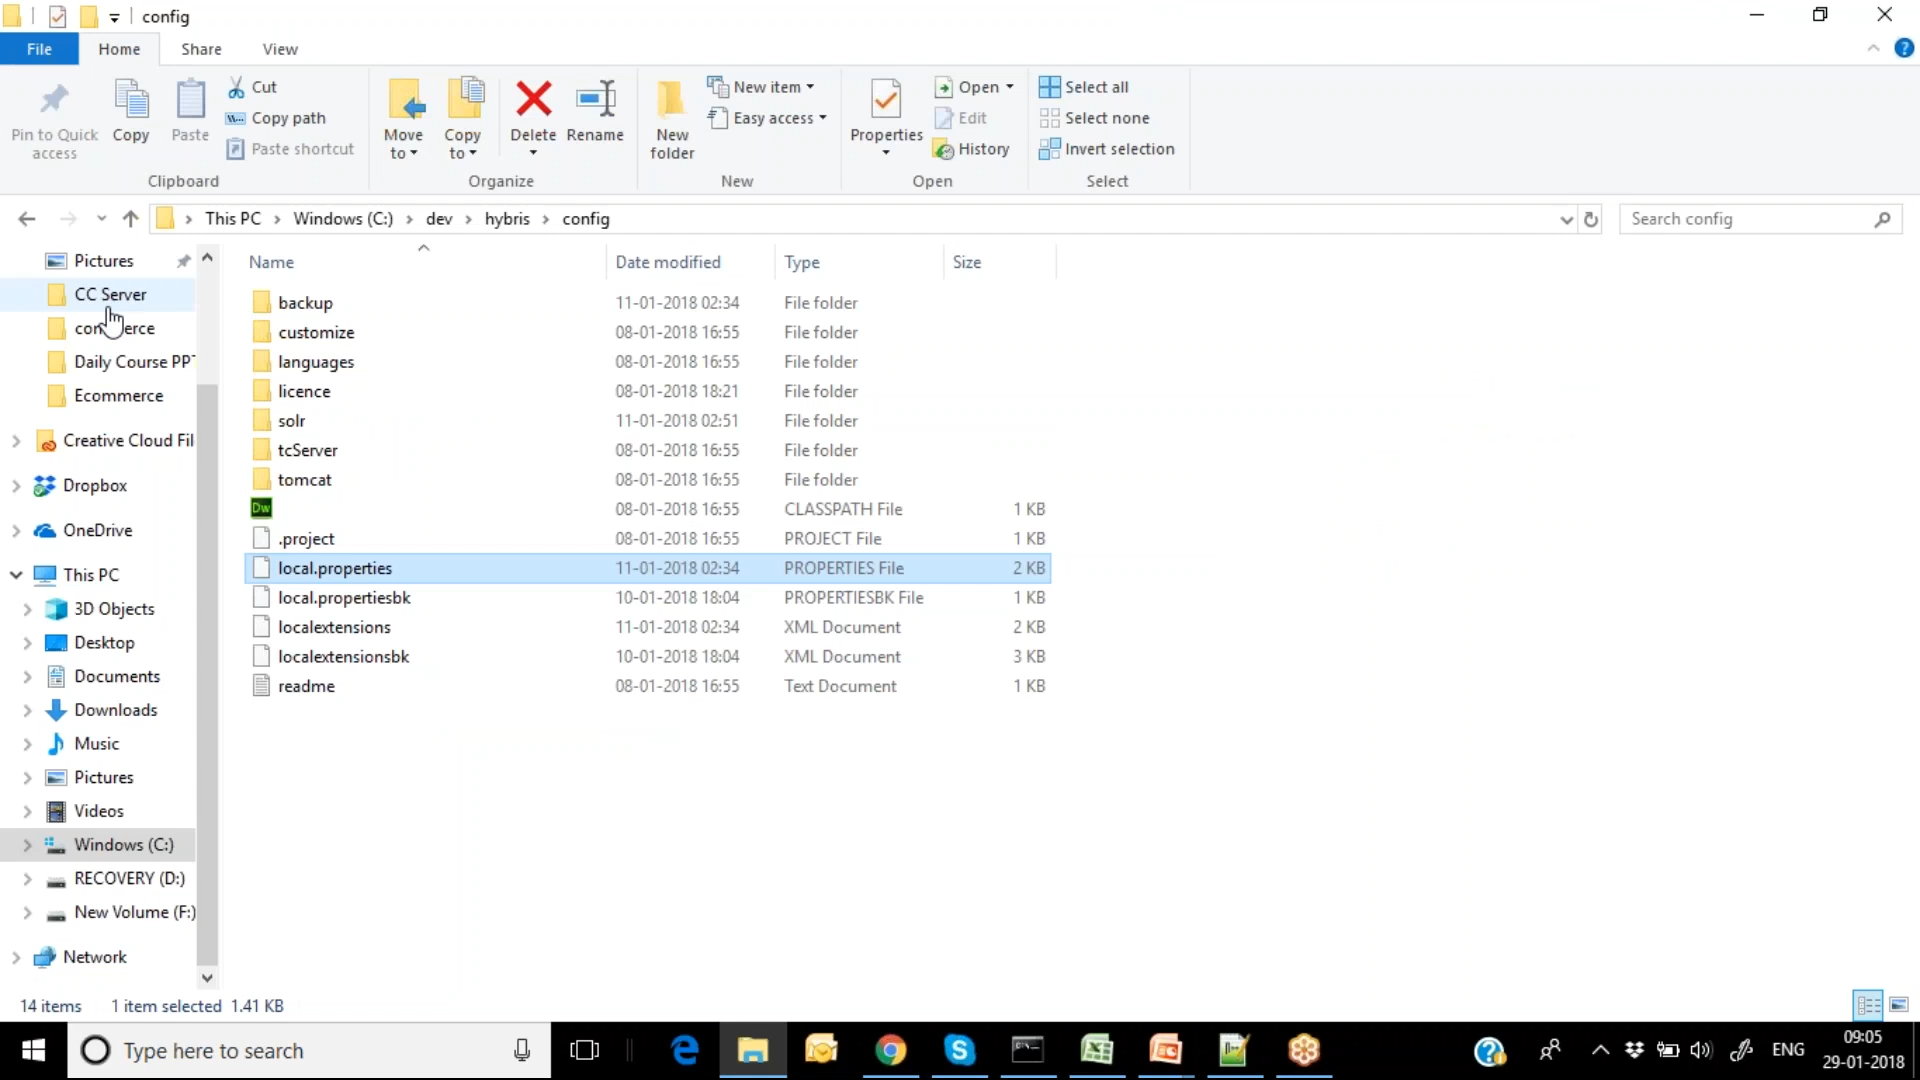 config
File Home Share View
Pin to Quick access
Copy
Paste
Cut
Copy path
Paste shortcut
Clipboard
Move to
Copy to
Delete
Rename
Organize
New folder
New item
Easy access
New
Properties
Open
Edit
History
Open
Select all
Select none
Invert selection
Select
This PC > Windows (C:) > dev > hybris > config
Search config
Pictures
CC Server
Daily Course PPT
Ecommerce
Creative Cloud Fil
Dropbox
OneDrive
This PC
3D Objects
Desktop
Documents
Downloads
Music
Pictures
Videos
Windows (C:)
RECOVERY (D:)
New Volume (F:)
Network
Name Date modified Type Size
backup 11-01-2018 02:34 File folder
customize 08-01-2018 16:55 File folder
languages 08-01-2018 16:55 File folder
licence 08-01-2018 18:21 File folder
solr 11-01-2018 02:51 File folder
tcServer 08-01-2018 16:55 File folder
tomcat 08-01-2018 16:55 File folder
Dw 08-01-2018 16:55 CLASSPATH File 1 KB
.project 08-01-2018 16:55 PROJECT File 1 KB
local.properties 11-01-2018 02:34 PROPERTIES File 2 KB
local.propertiesbk 10-01-2018 18:04 PROPERTIESBK File 1 KB
localextensions 11-01-2018 02:34 XML Document 2 KB
localextensionsbk 10-01-2018 18:04 XML Document 3 KB
readme 08-01-2018 16:55 Text Document 1 KB
14 items 1 item selected 1.41 KB
Type here to search
ENG
09:05
29-01-2018